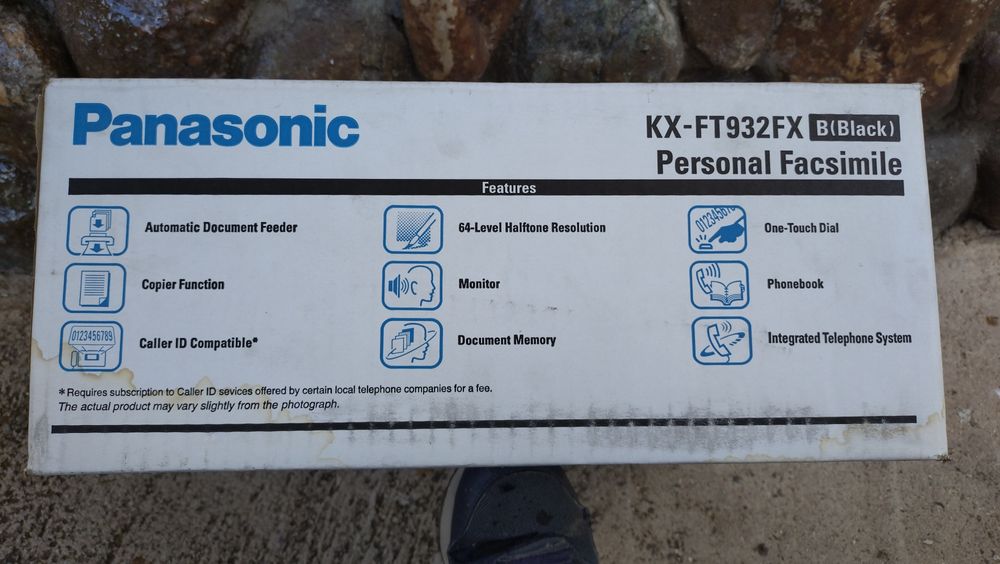 Panasonic
KX-FT932FX B(Black)
Personal Facsimile
Features
Automatic Document Feeder
64-Level Halftone Resolution
0123456789
One-Touch Dial
Copier Function
Monitor
Phonebook
0123456789
Caller ID Compatible*
Document Memory
Integrated Telephone System
* Requires subscription to Caller ID sevices offered by certain local telephone companies for a fee.
The actual product may vary slightly from the photograph.